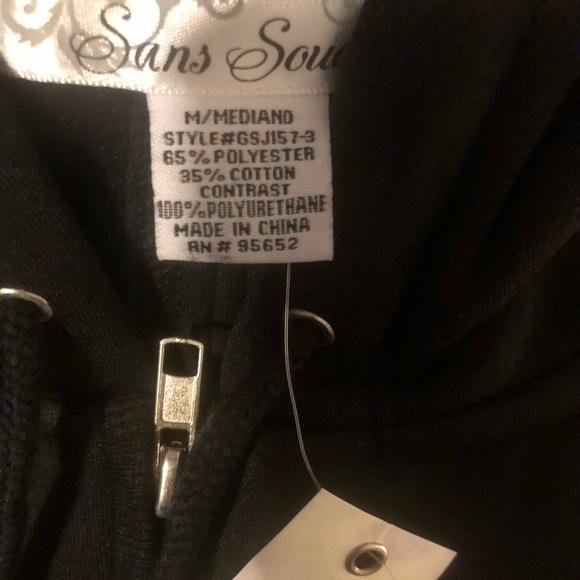 Sans Sou
M/MEDIANO
STYLE#GSJ157-3
65% POLYESTER
35% COTTON
CONTRAST
100%POLYURETHANE
MADE IN CHINA
RN # 95652